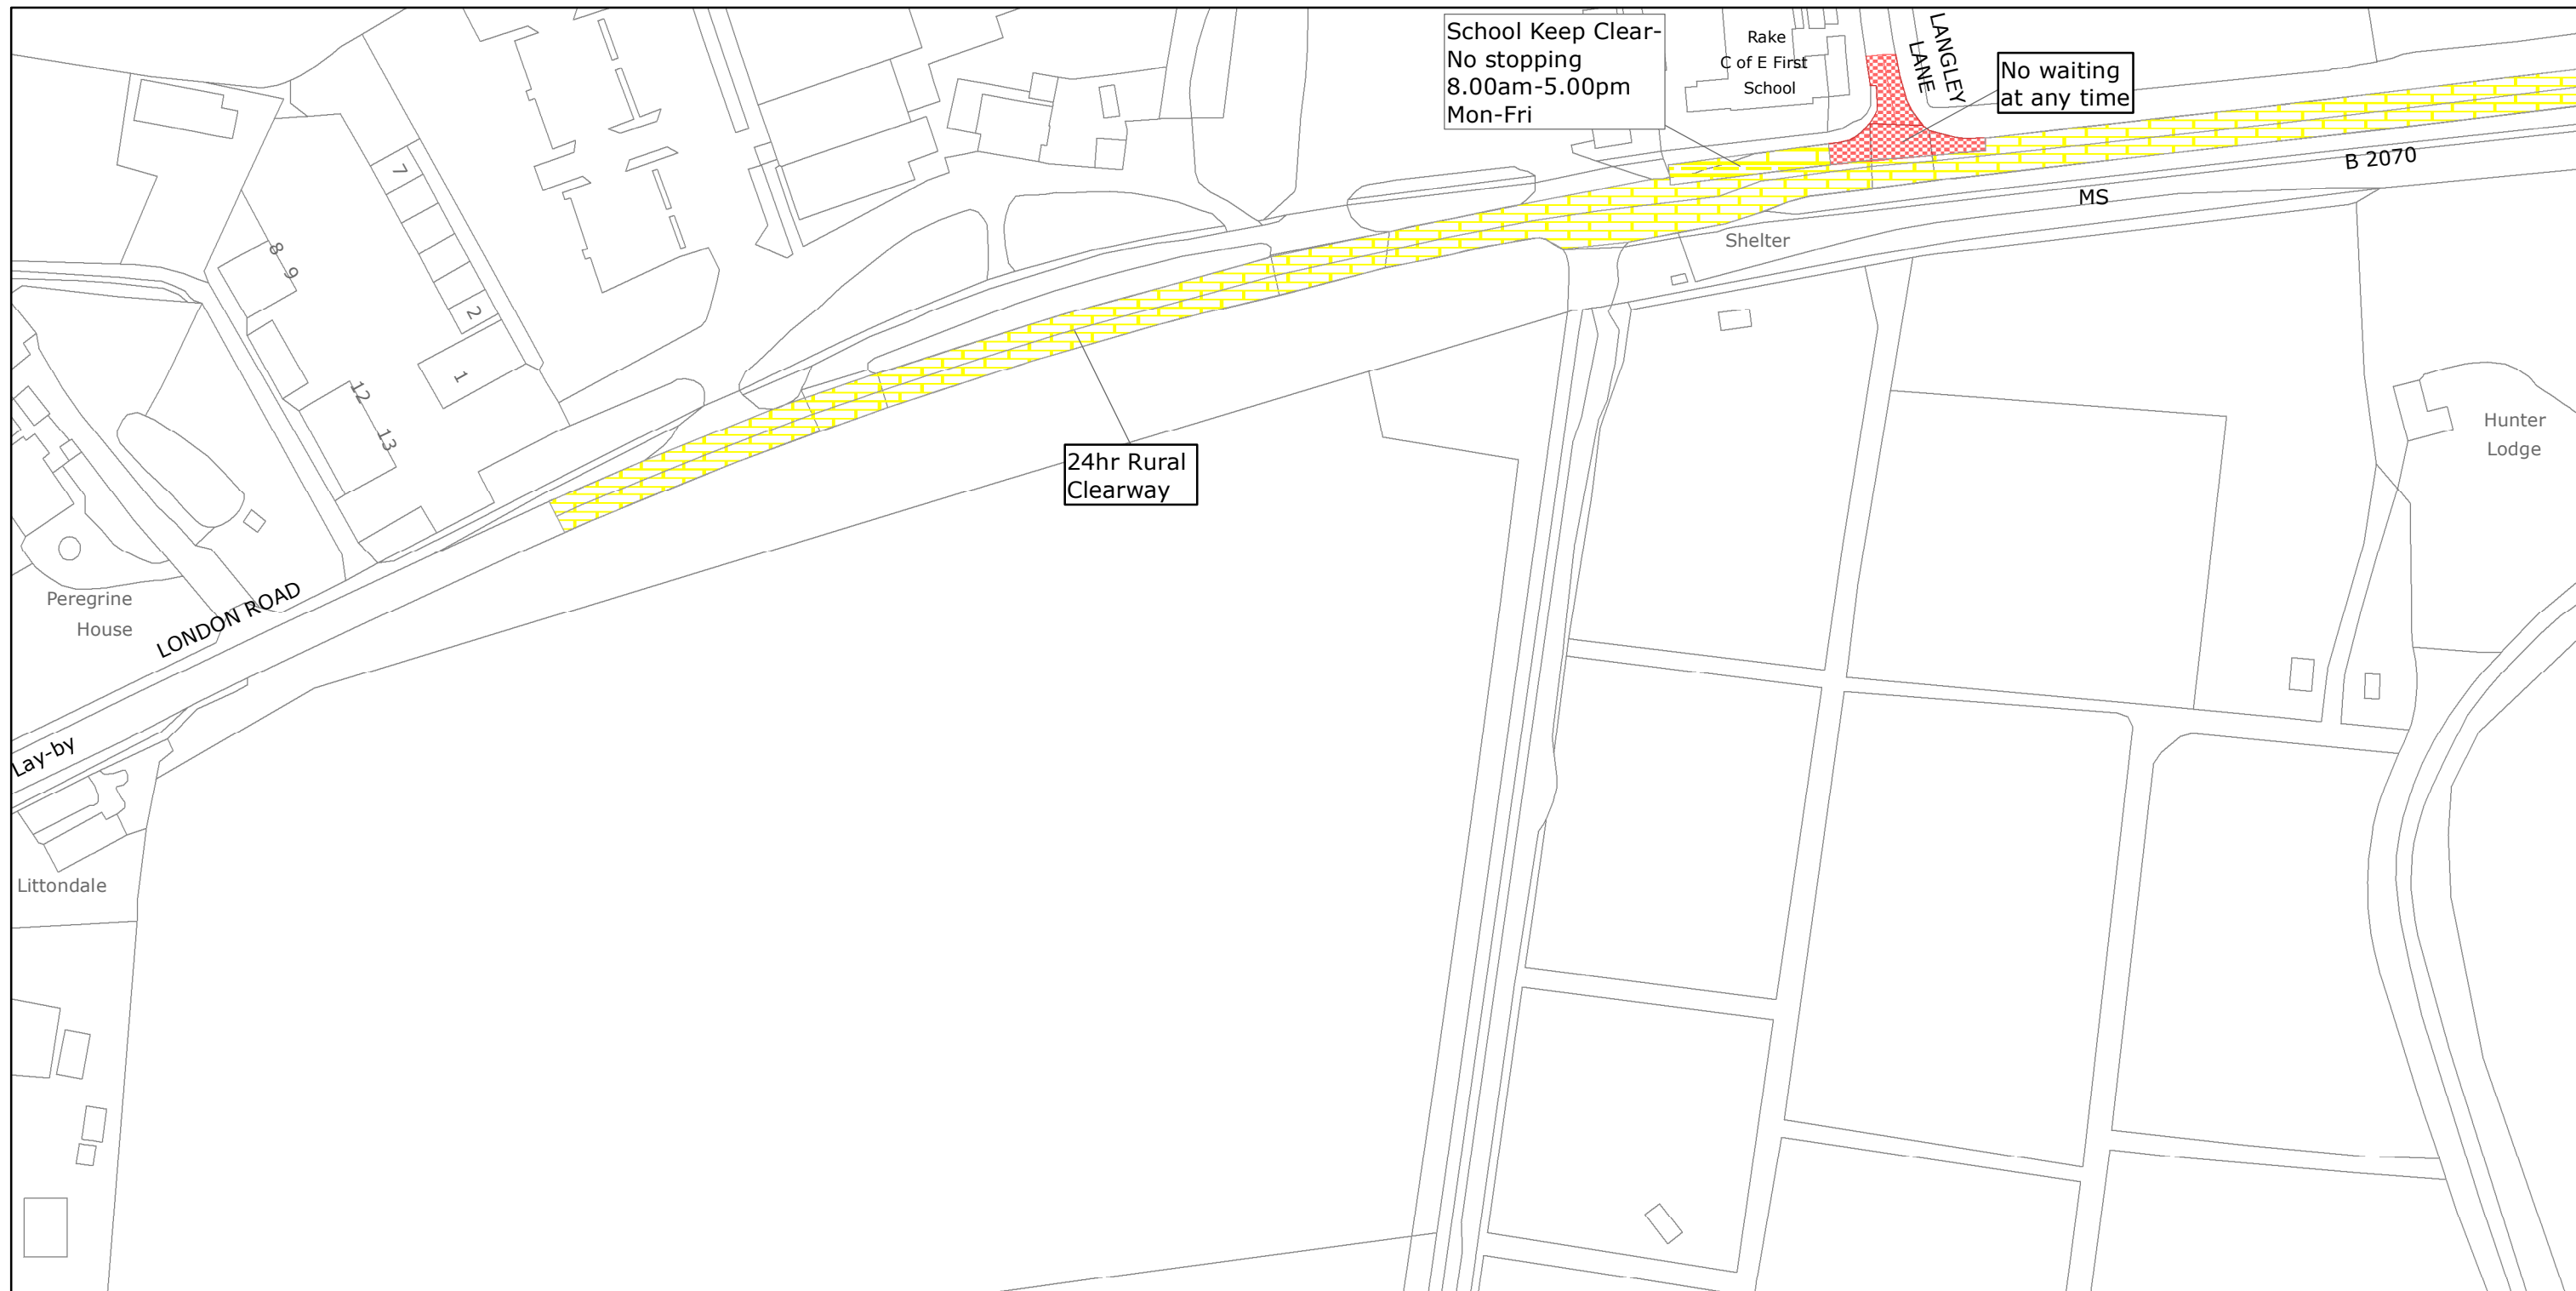 School Keep Clear-
No stopping
8.00am-5.00pm
Mon-Fri
Rake
C of E First
School
LANGLEY
LANE
No waiting
at any time
B 2070
MS
Shelter
7
8
9
2
1
12
13
24hr Rural
Clearway
Hunter
Lodge
Peregrine
House
LONDON ROAD
Lay-by
Littondale